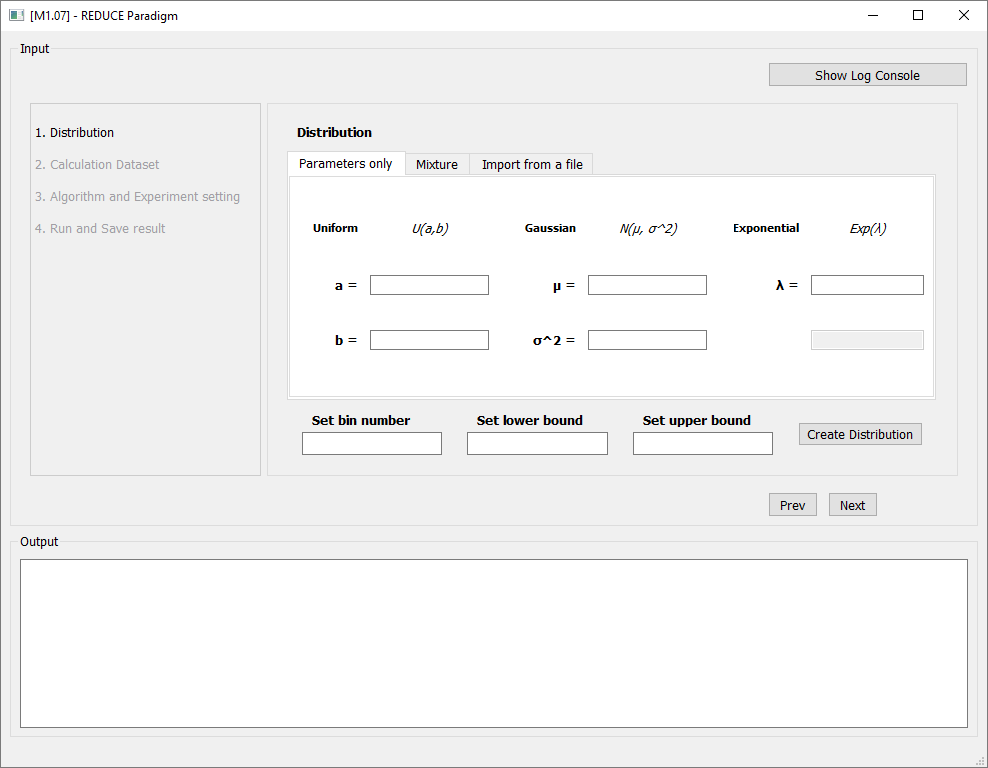 [M1.07] - REDUCE Paradigm
Input
Show Log Console
1. Distribution
2. Calculation Dataset
3. Algorithm and Experiment setting
4. Run and Save result
Distribution
Parameters only Mixture Import from a file
Uniform U(a,b) Gaussian N(μ, σ^2) Exponential Exp(λ)
a = μ = λ =
b = σ^2 =
Set bin number Set lower bound Set upper bound
Create Distribution
Prev Next
Output